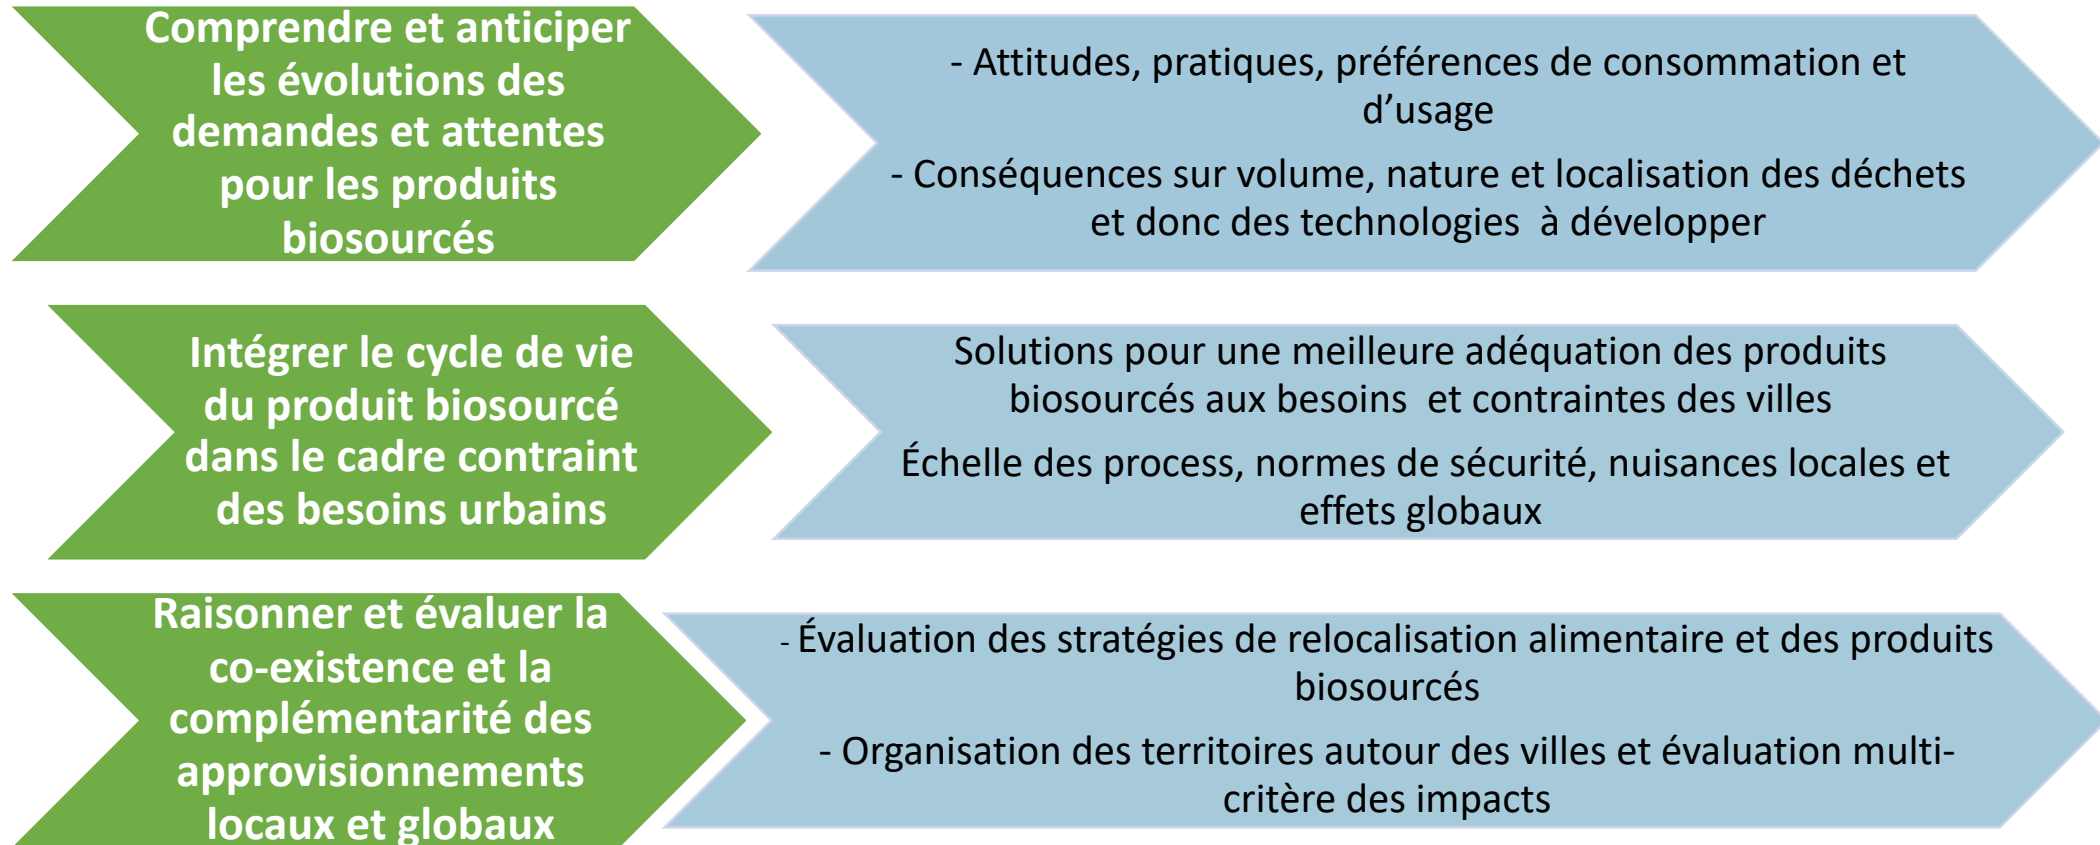 Comprendre et anticiper
les évolutions des
demandes et attentes
pour les produits
biosourcés
- Attitudes, pratiques, préférences de consommation et
d’usage
- Conséquences sur volume, nature et localisation des déchets
et donc des technologies à développer
Intégrer le cycle de vie
du produit biosourcé
dans le cadre contraint
des besoins urbains
Solutions pour une meilleure adéquation des produits
biosourcés aux besoins et contraintes des villes
Échelle des process, normes de sécurité, nuisances locales et
effets globaux
Raisonner et évaluer la
co-existence et la
complémentarité des
approvisionnements
locaux et globaux
- Évaluation des stratégies de relocalisation alimentaire et des produits
biosourcés
- Organisation des territoires autour des villes et évaluation multi-
critère des impacts